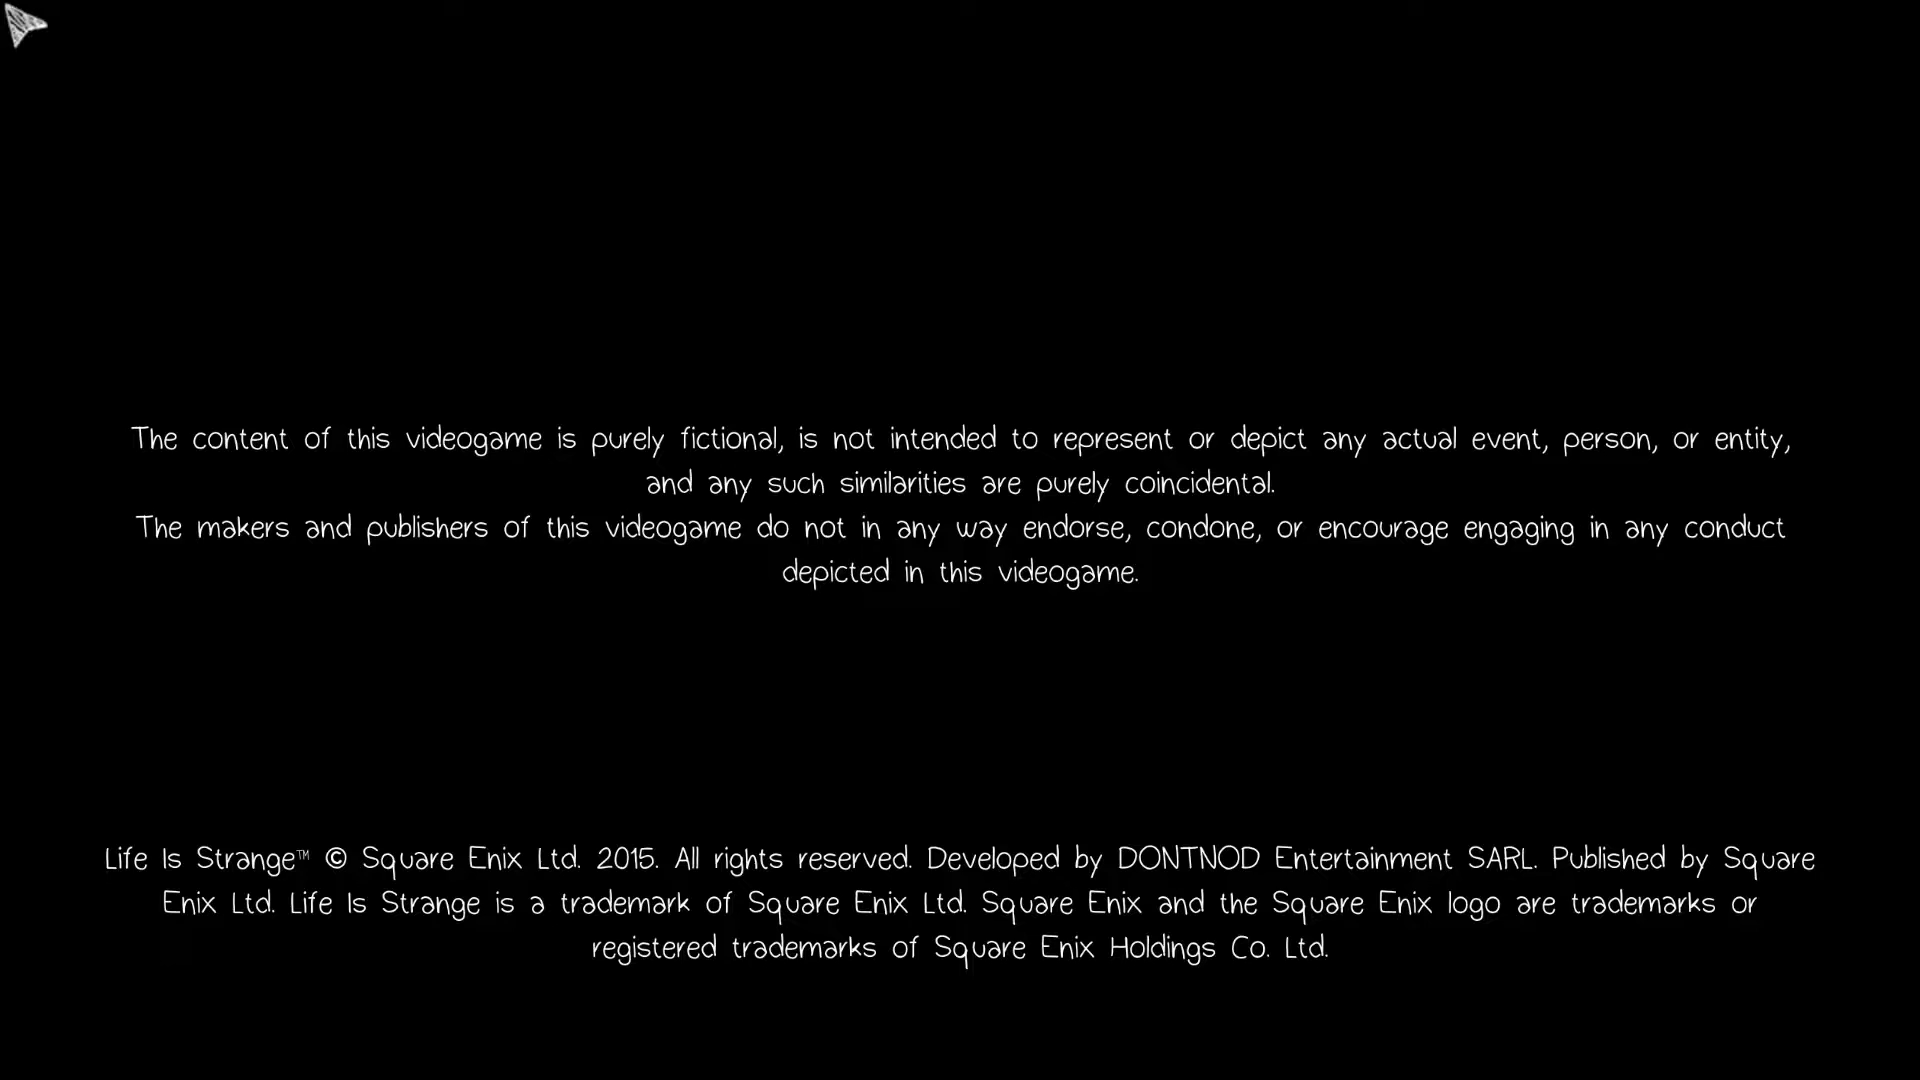 The content of this videogame is purely fictional, is not intended to represent or depict any actual event, person, or entity,
and any such similarities are purely coincidental.
The makers and publishers of this videogame do not in any way endorse, condone, or encourage engaging in any conduct
depicted in this videogame.
Life Is Strange™ © Square Enix Ltd. 2015. All rights reserved. Developed by DONTNOD Entertainment SARL. Published by Square
Enix Ltd. Life Is Strange is a trademark of Square Enix Ltd. Square Enix and the Square Enix logo are trademarks or
registered trademarks of Square Enix Holdings Co. Ltd.